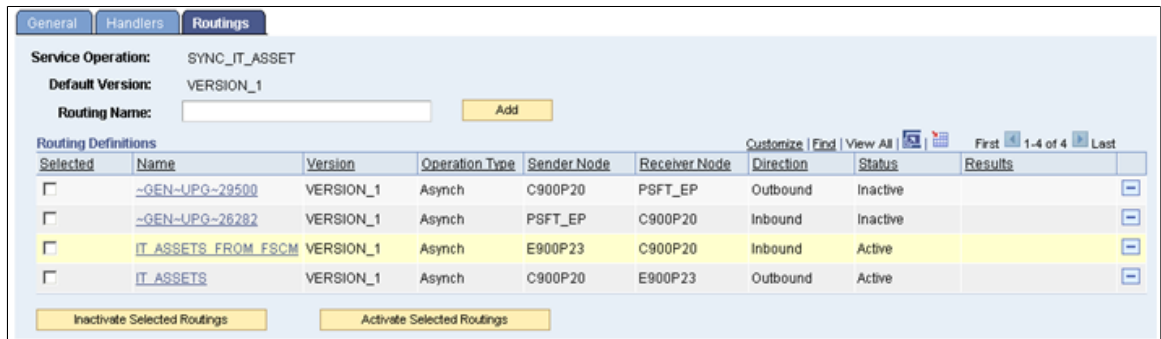 General Handlers Routings
Service Operation: SYNC_IT_ASSET
Default Version: VERSION_1
Routing Name: Add
Routing Definitions Customize | Find | View All | | First 1-4 of 4 Last
Selected Name Version Operation Type Sender Node Receiver Node Direction Status Results
~GEN~UPG~29500 VERSION_1 Asynch C900P20 PSFT_EP Outbound Inactive
~GEN~UPG~26282 VERSION_1 Asynch PSFT_EP C900P20 Inbound Inactive
IT_ASSETS_FROM_FSCM VERSION_1 Asynch E900P23 C900P20 Inbound Active
IT_ASSETS VERSION_1 Asynch C900P20 E900P23 Outbound Active
Inactivate Selected Routings Activate Selected Routings